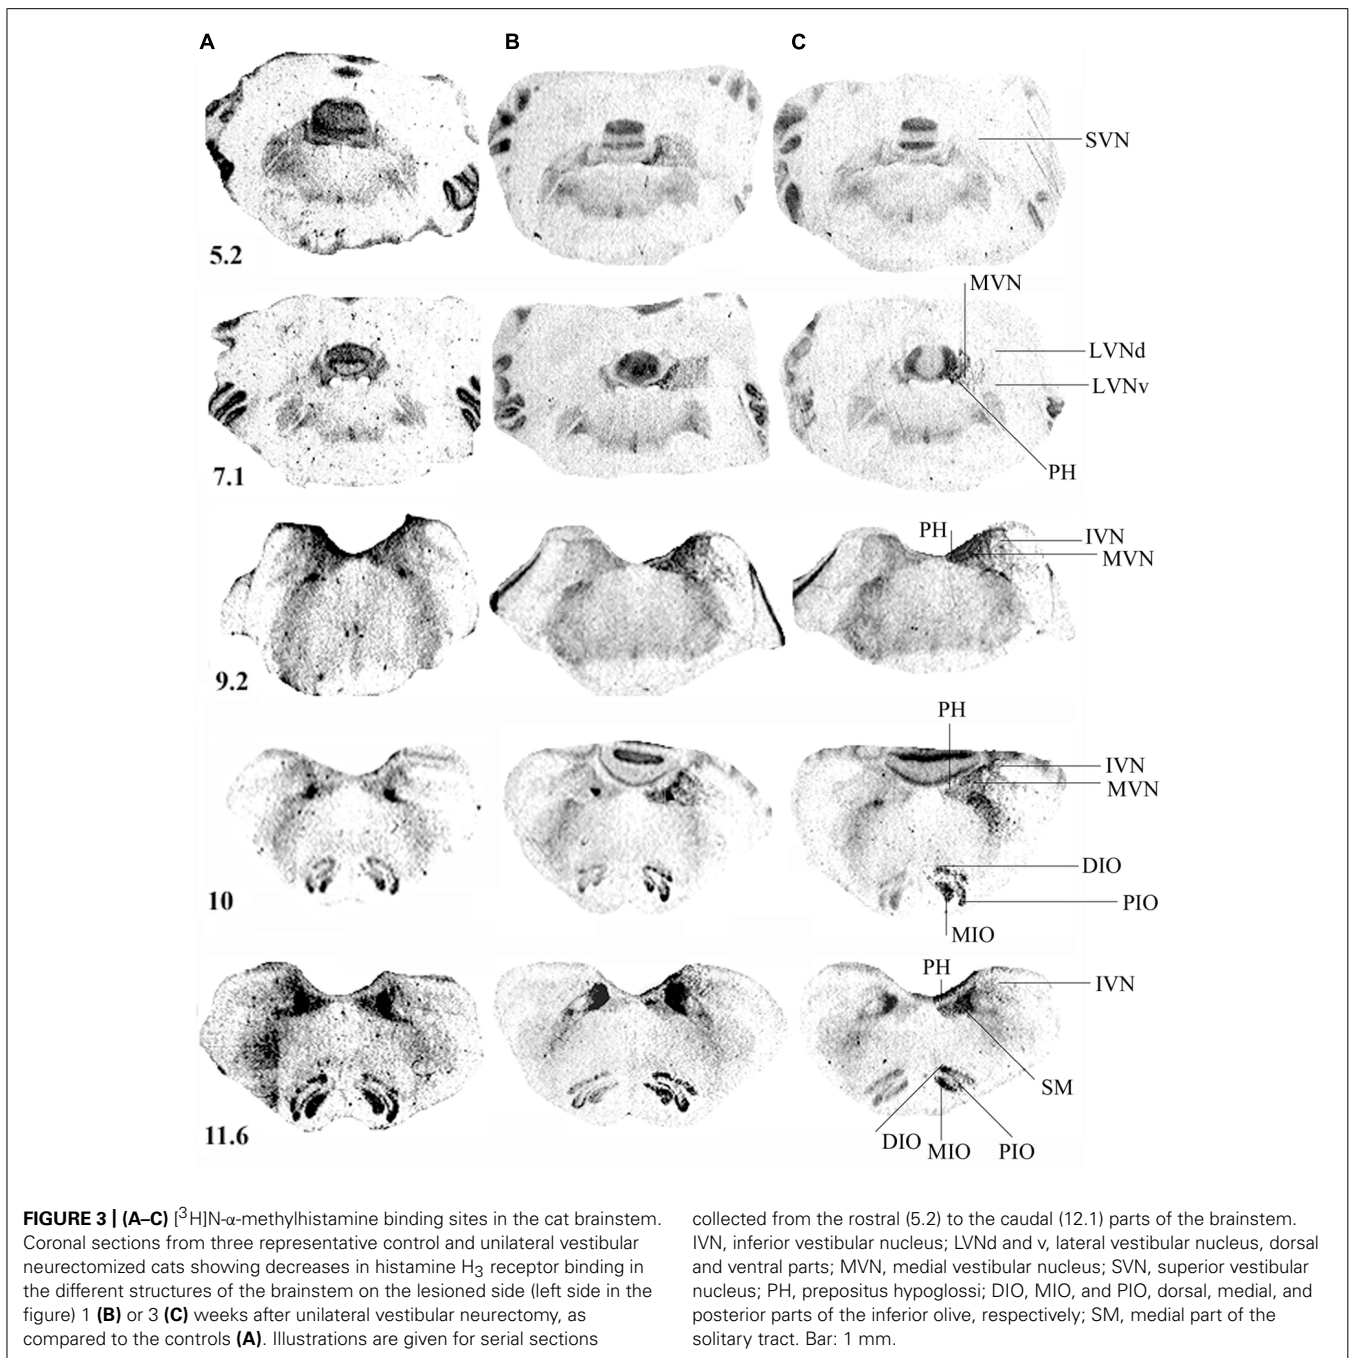 A
B
C
SVN
5.2
MVN
LVNd
LVNv
PH
7.1
PH
IVN
MVN
9.2
PH
IVN
MVN
DIO
PIO
MIO
10
PH
IVN
SM
DIO
MIO
PIO
11.6
FIGURE 3 | (A–C) [³H]N-α-methylhistamine binding sites in the cat brainstem.
Coronal sections from three representative control and unilateral vestibular
neurectomized cats showing decreases in histamine H₃ receptor binding in
the different structures of the brainstem on the lesioned side (left side in the
figure) 1 (B) or 3 (C) weeks after unilateral vestibular neurectomy, as
compared to the controls (A). Illustrations are given for serial sections
collected from the rostral (5.2) to the caudal (12.1) parts of the brainstem.
IVN, inferior vestibular nucleus; LVNd and v, lateral vestibular nucleus, dorsal
and ventral parts; MVN, medial vestibular nucleus; SVN, superior vestibular
nucleus; PH, prepositus hypoglossi; DIO, MIO, and PIO, dorsal, medial, and
posterior parts of the inferior olive, respectively; SM, medial part of the
solitary tract. Bar: 1 mm.